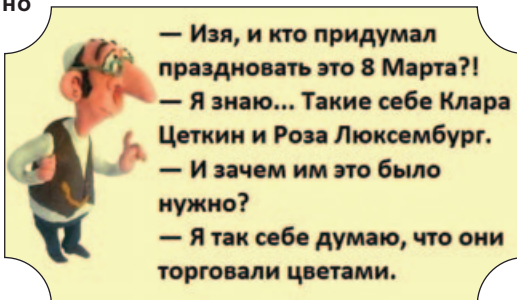 но
— Изя, и кто придумал
праздновать это 8 Марта?!
— Я знаю... Такие себе Клара
Цеткин и Роза Люксембург.
— И зачем им это было
нужно?
— Я так себе думаю, что они
торговали цветами.